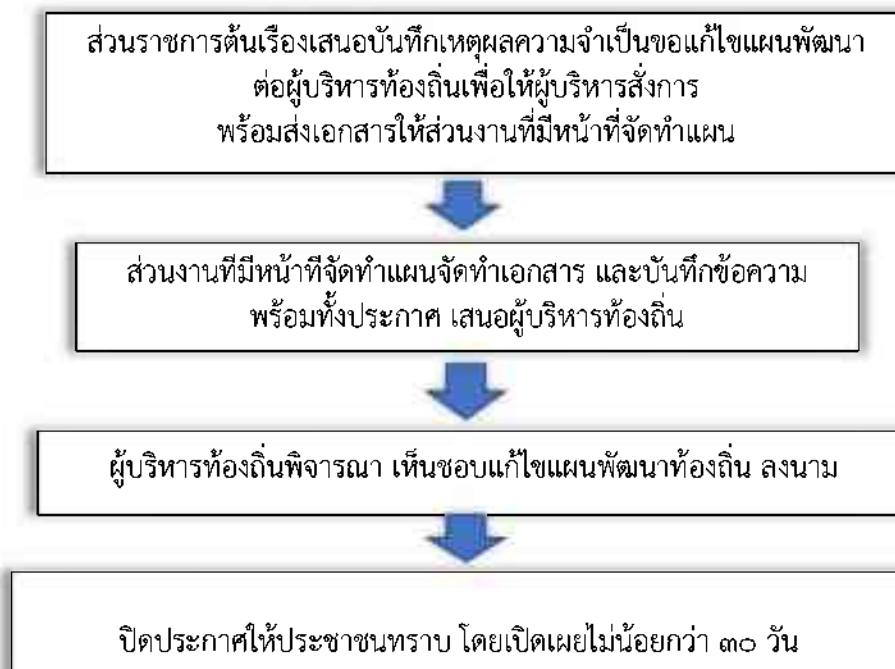 ส่วนราชการต้นเรื่องเสนอบันทึกเหตุผลความจำเป็นขอแก้ไขแผนพัฒนา
ต่อผู้บริหารท้องถิ่นเพื่อให้ผู้บริหารสั่งการ
พร้อมส่งเอกสารให้ส่วนงานที่มีหน้าที่จัดทำแผน
ส่วนงานที่มีหน้าที่จัดทำแผนจัดทำเอกสาร และบันทึกข้อความ
พร้อมทั้งประกาศ เสนอผู้บริหารท้องถิ่น
ผู้บริหารท้องถิ่นพิจารณา เห็นชอบแก้ไขแผนพัฒนาท้องถิ่น ลงนาม
ปิดประกาศให้ประชาชนทราบ โดยเปิดเผยไม่น้อยกว่า ๓๐ วัน